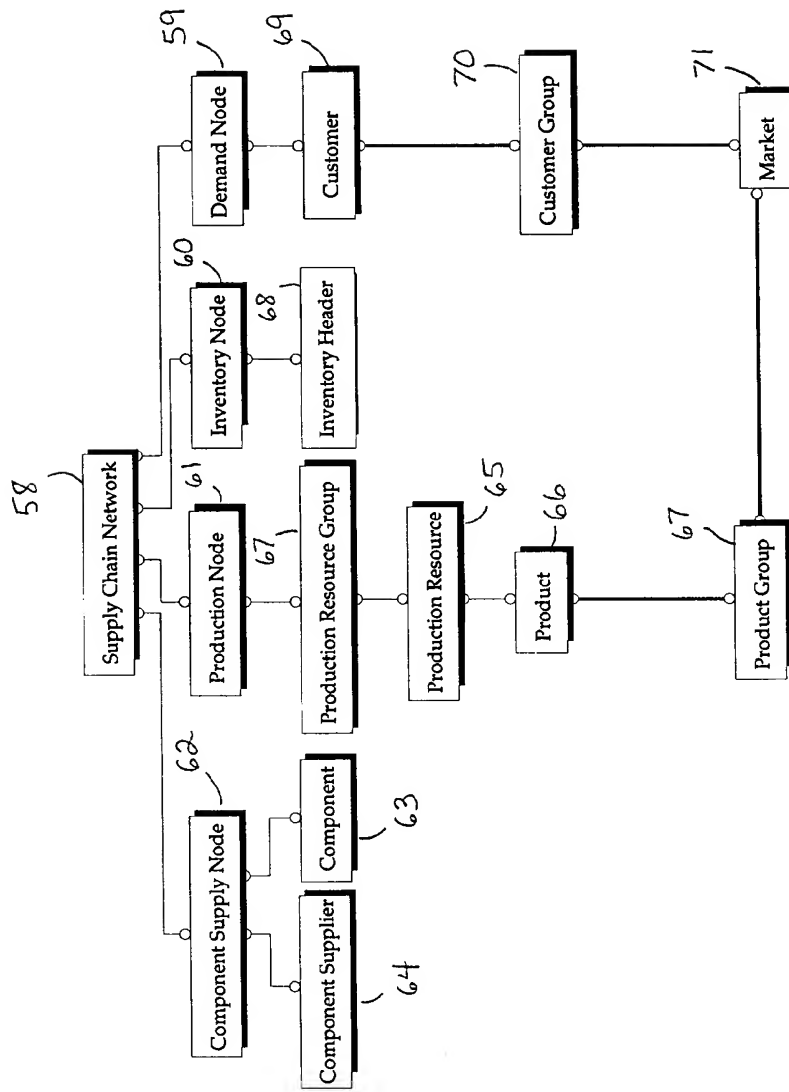 58
Supply Chain Network
62
Component Supply Node
61
Production Node
60
Inventory Node
59
Demand Node
64
Component Supplier
63
Component
67
Production Resource Group
68
Inventory Header
69
Customer
65
Production Resource
70
Customer Group
66
Product
67
Product Group
71
Market